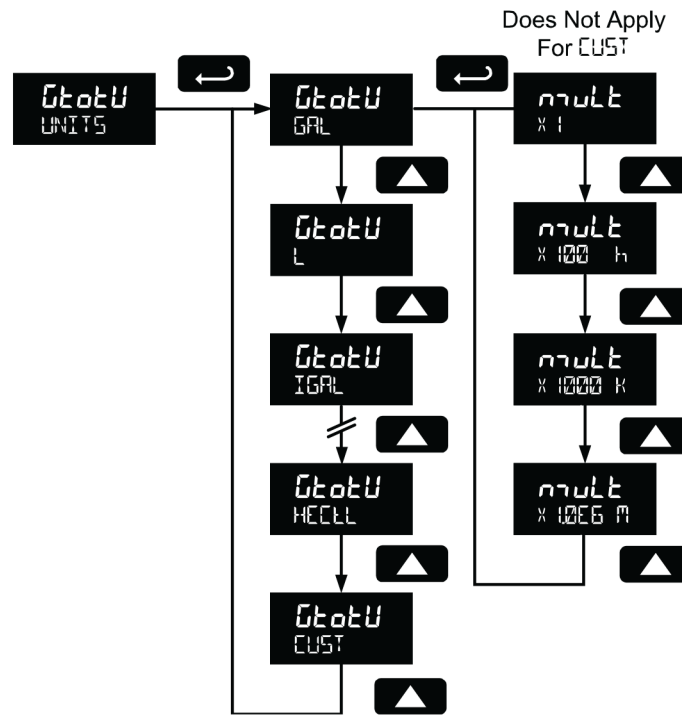 Does Not Apply
For CUST
GtotU
UNITS
GtotU
GAL
GtotU
L
GtotU
IGAL
GtotU
HECtL
GtotU
CUST
mult
X 1
mult
X 100 h
mult
X 1000 K
mult
X 1.0E6 M